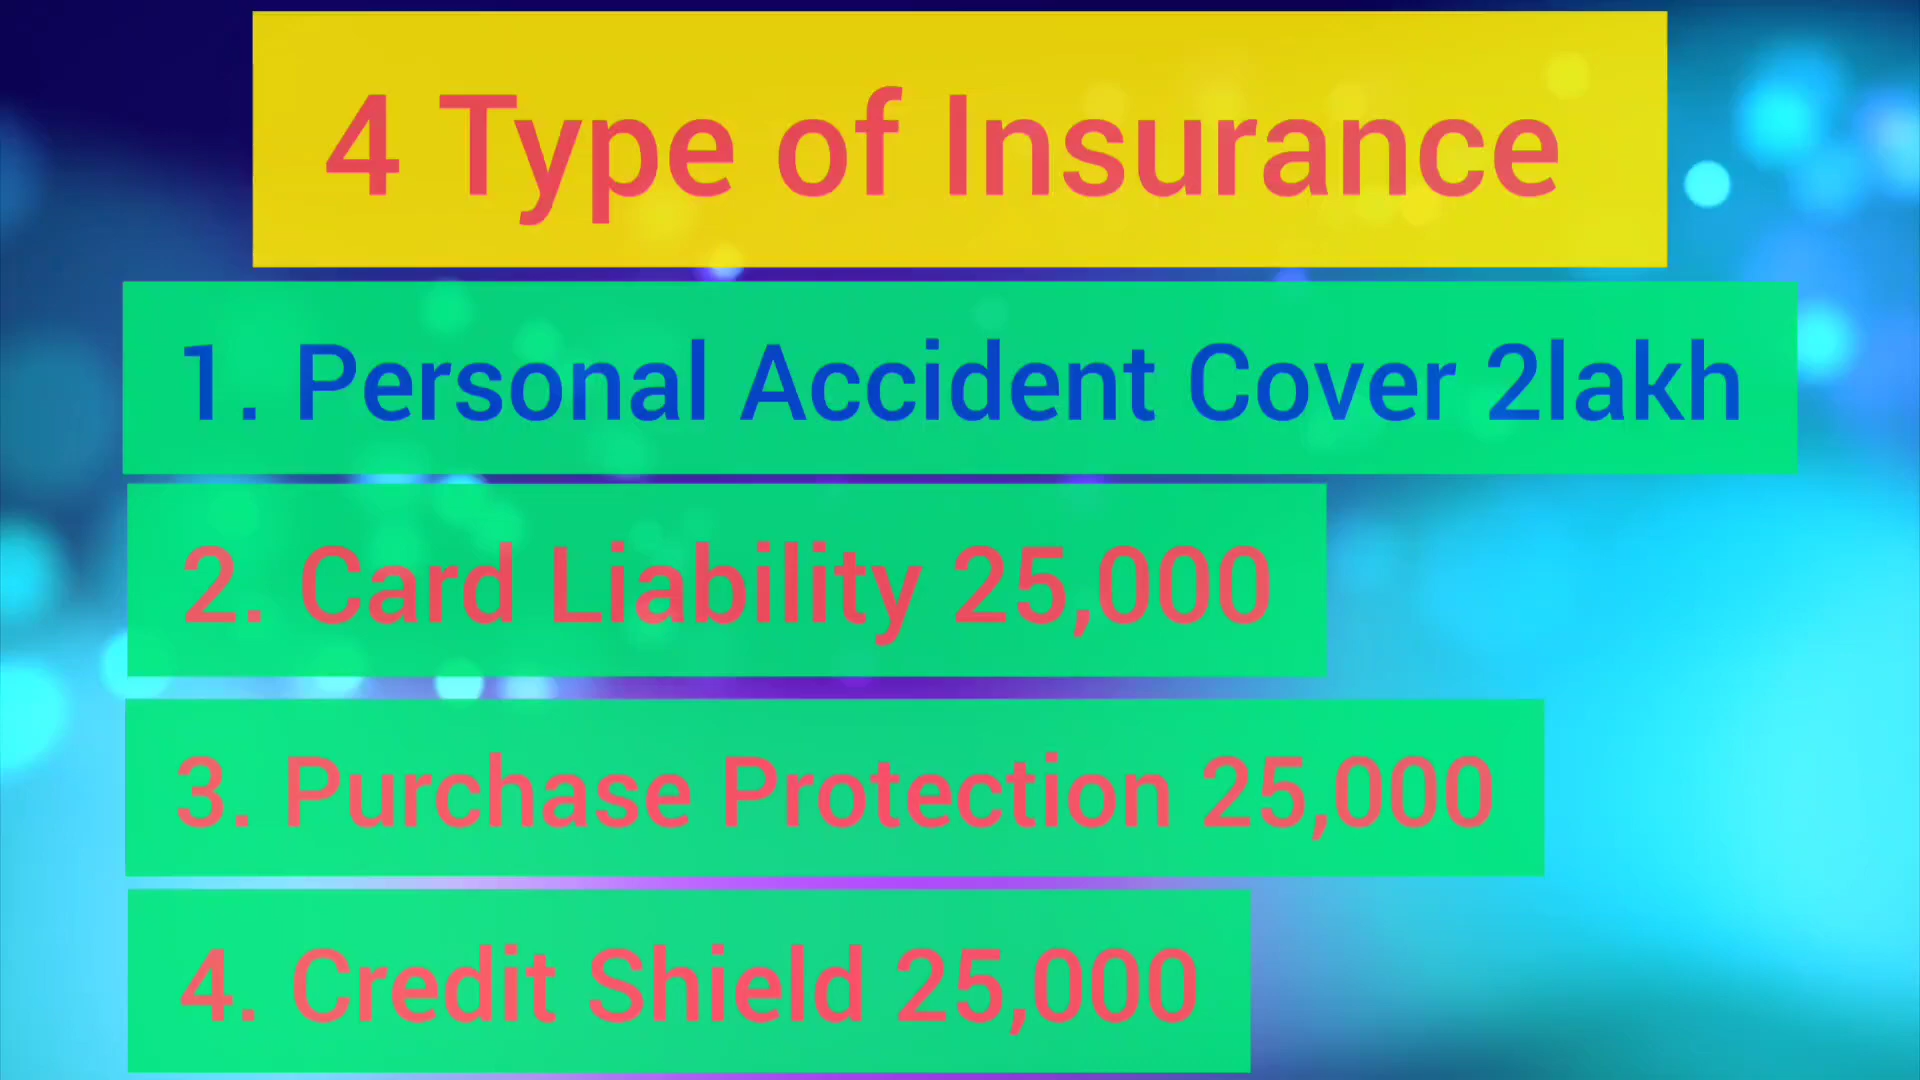 4 Type of Insurance
1. Personal Accident Cover 2lakh
2. Card Liability 25,000
3. Purchase Protection 25,000
4. Credit Shield 25,000